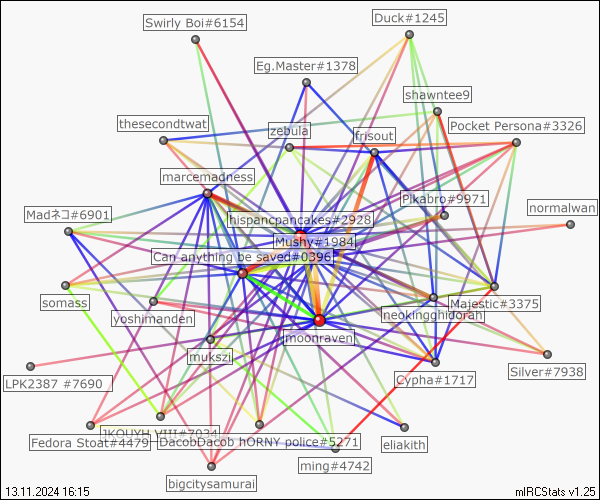 Swirly Boi#6154
Duck#1245
Eg.Master#1378
shawntee9
thesecondtwat
zebula
frisout
Pocket Persona#3326
marcemadness
Pikabro#9971
Madネコ#6901
hispancpancakes#2928
normalwan
Mushy#1984
Can anything be saved#0396
somass
yoshimanden
neokingghidorah
Majestic#3375
moonraven
mukszi
Cypha#1717
Silver#7938
LPK2387 #7690
JKOUYH VIII#7034
Fedora Stoat#4479
DacobDacob hORNY police#5271
eliakith
ming#4742
bigcitysamurai
13.11.2024 16:15
mIRCStats v1.25